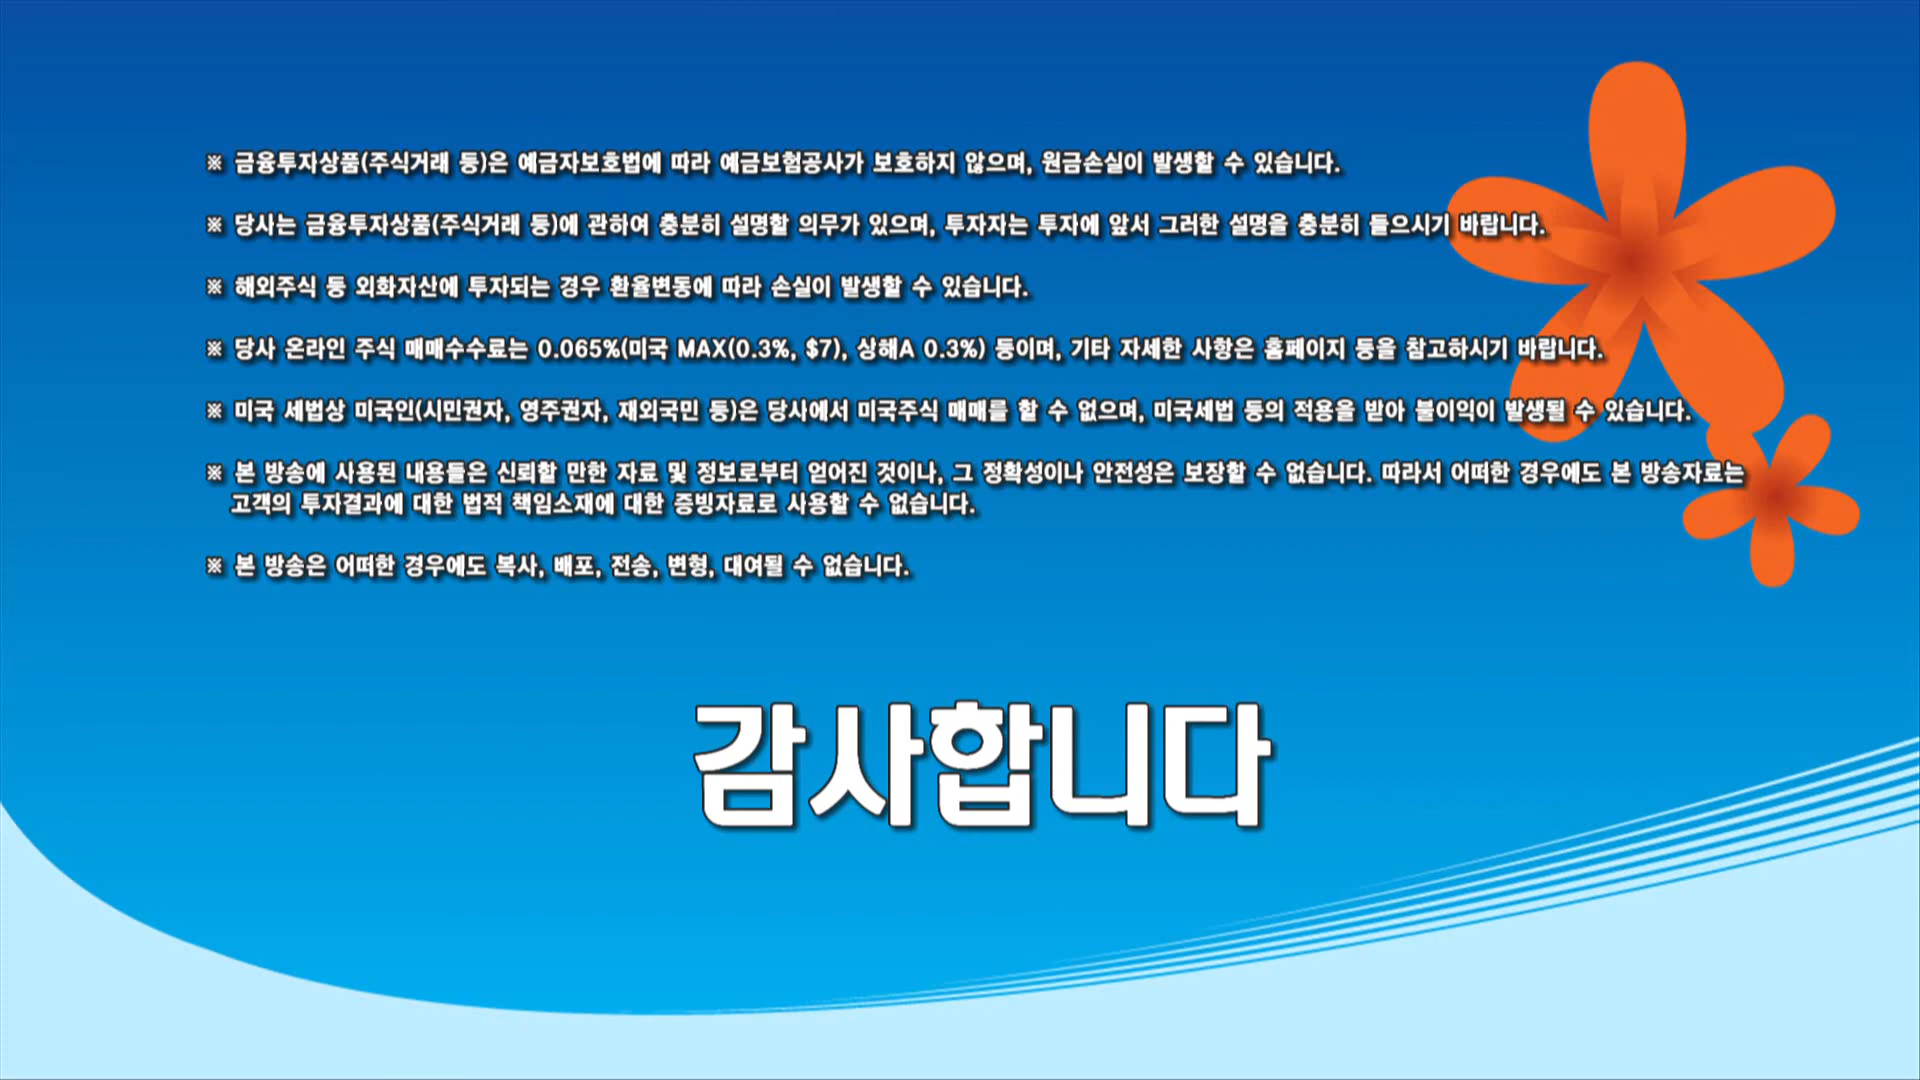 ※ 금융투자상품(주식거래 등)은 예금자보호법에 따라 예금보험공사가 보호하지 않으며, 원금손실이 발생할 수 있습니다.
※ 당사는 금융투자상품(주식거래 등)에 관하여 충분히 설명할 의무가 있으며, 투자자는 투자에 앞서 그러한 설명을 충분히 들으시기 바랍니다.
※ 해외주식 등 외화자산에 투자되는 경우 환율변동에 따라 손실이 발생할 수 있습니다.
※ 당사 온라인 주식 매매수수료는 0.065%(미국 MAX(0.3%, $7), 상해A 0.3%) 등이며, 기타 자세한 사항은 홈페이지 등을 참고하시기 바랍니다.
※ 미국 세법상 미국인(시민권자, 영주권자, 재외국민 등)은 당사에서 미국주식 매매를 할 수 없으며, 미국세법 등의 적용을 받아 불이익이 발생될 수 있습니다.
※ 본 방송에 사용된 내용들은 신뢰할 만한 자료 및 정보로부터 얻어진 것이나, 그 정확성이나 안전성은 보장할 수 없습니다. 따라서 어떠한 경우에도 본 방송자료는
고객의 투자결과에 대한 법적 책임소재에 대한 증빙자료로 사용할 수 없습니다.
※ 본 방송은 어떠한 경우에도 복사, 배포, 전송, 변형, 대여될 수 없습니다.
감사합니다